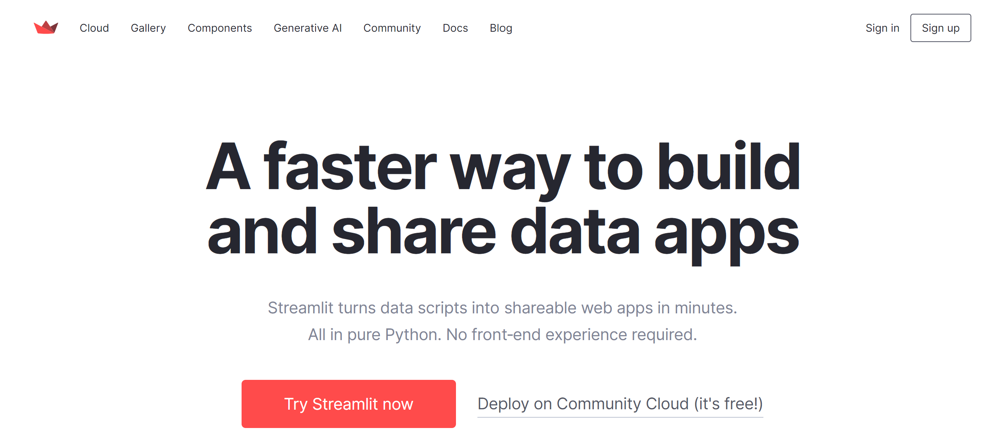 Cloud Gallery Components Generative AI Community Docs Blog Sign in Sign up
A faster way to build
and share data apps
Streamlit turns data scripts into shareable web apps in minutes.
All in pure Python. No front-end experience required.
Try Streamlit now Deploy on Community Cloud (it's free!)